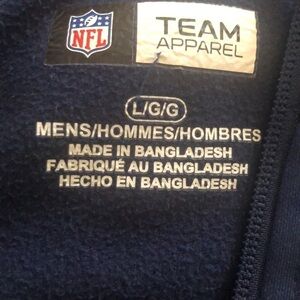 NFL
TEAM
APPAREL
L/G/G
MENS/HOMMES/HOMBRES
MADE IN BANGLADESH
FABRIQUÉ AU BANGLADESH
HECHO EN BANGLADESH